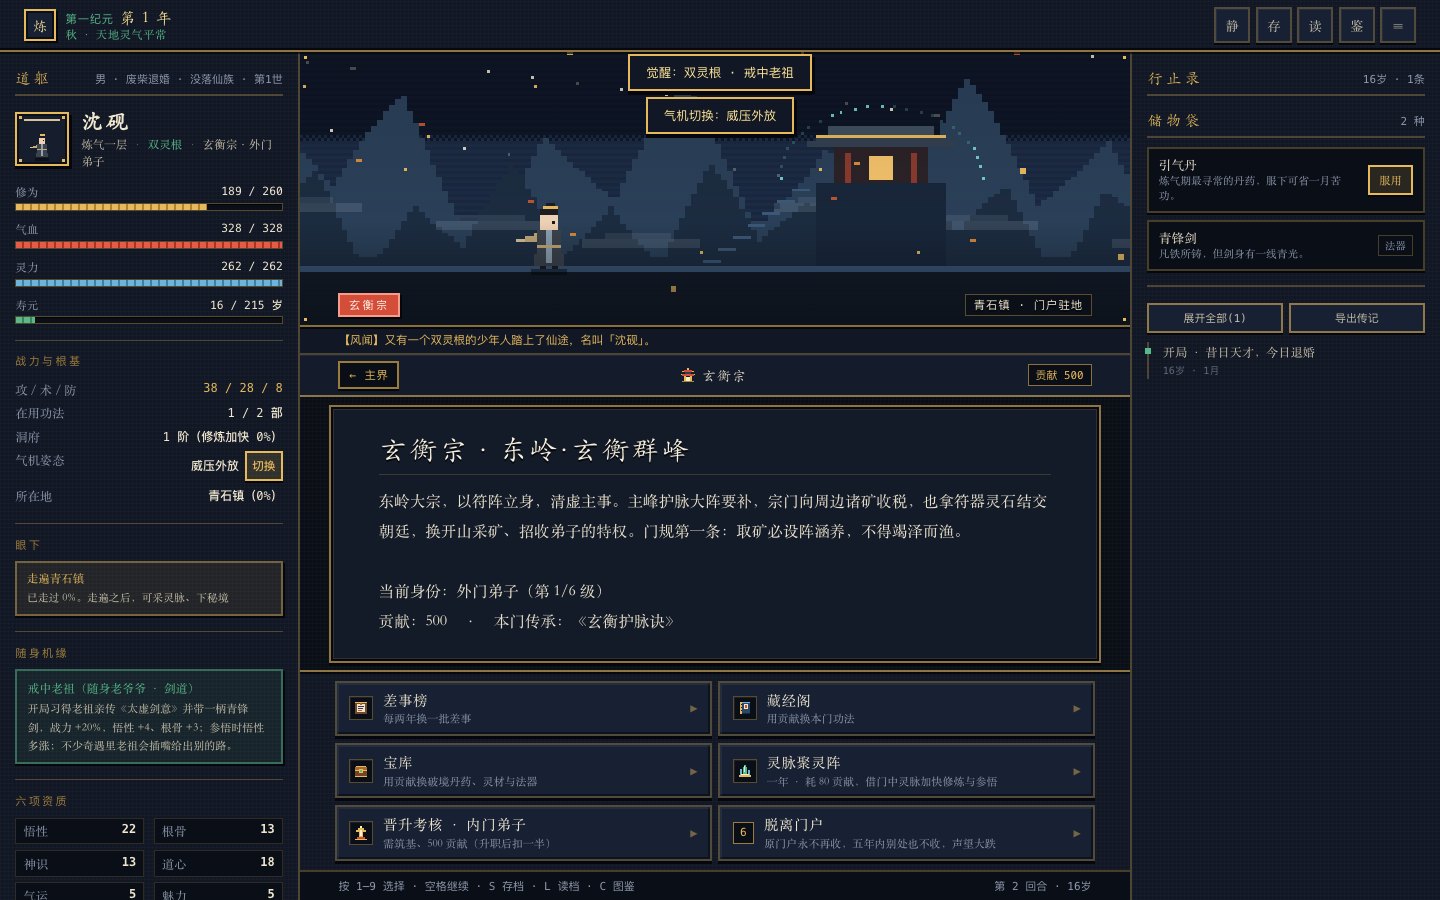 炼
第一纪元 第 1 年
秋 · 天地灵气平常
静 存 读 鉴 ≡
道躯
男 · 废柴退婚 · 没落仙族 · 第1世
沈砚
炼气一层 · 双灵根 · 玄衡宗 · 外门
弟子
修为 189 / 260
气血 328 / 328
灵力 262 / 262
寿元 16 / 215 岁
战力与根基
攻 / 术 / 防 38 / 28 / 8
在用功法 1 / 2 部
洞府 1 阶 (修炼加快 0%)
气机姿态 威压外放 切换
所在地 青石镇 (0%)
眼下
走遍青石镇
已走过 0%。走遍之后，可采灵脉、下秘境
随身机缘
戒中老祖（随身老爷爷 · 剑道）
开局习得老祖亲传《太虚剑意》并带一柄青锋
剑，战力 +20%，悟性 +4、根骨 +3；参悟时悟性
多涨；不少奇遇里老祖会插嘴给出别的路。
六项资质
悟性 22 根骨 13
神识 13 道心 18
气运 5 魅力 5
觉醒：双灵根 · 戒中老祖
气机切换：威压外放
玄衡宗
青石镇 · 门户驻地
【风闻】又有一个双灵根的少年人踏上了仙途，名叫「沈砚」。
← 主界
玄衡宗
贡献 500
玄衡宗 · 东岭·玄衡群峰
东岭大宗，以符阵立身，清虚主事。主峰护脉大阵要补，宗门向周边诸矿收税，也拿符器灵石结交
朝廷，换开山采矿、招收弟子的特权。门规第一条：取矿必设阵涵养，不得竭泽而渔。
当前身份：外门弟子（第 1/6 级）
贡献：500 · 本门传承：《玄衡护脉诀》
差事榜
每两年换一批差事
藏经阁
用贡献换本门功法
宝库
用贡献换破境丹药、灵材与法器
灵脉聚灵阵
一年 · 耗 80 贡献，借门中灵脉加快修炼与参悟
晋升考核 · 内门弟子
需筑基、500 贡献（升职后扣一半）
6
脱离门户
原门户永不再收，五年内别处也不收，声望大跌
按 1–9 选择 · 空格继续 · S 存档 · L 读档 · C 图鉴
第 2 回合 · 16岁
行止录
16岁 · 1条
储物袋
2 种
引气丹
炼气期最寻常的丹药，服下可省一月苦
功。
服用
青锋剑
凡铁所铸，但剑身有一线青光。
法器
展开全部(1)
导出传记
开局 · 昔日天才，今日退婚
16岁 · 1月